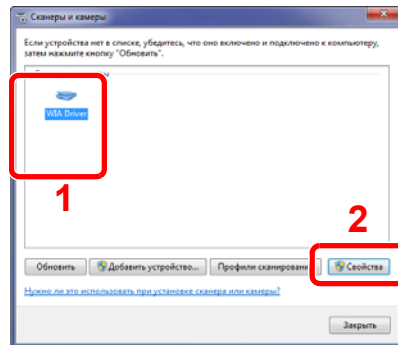 Сканеры и камеры
Если устройства нет в списке, убедитесь, что оно включено и подключено к компьютеру,
затем нажмите кнопку "Обновить".
WIA Driver
1
2
Обновить
Добавить устройство...
Профили сканирования
Свойства
Нужно ли это использовать при установке сканера или камеры?
Закрыть